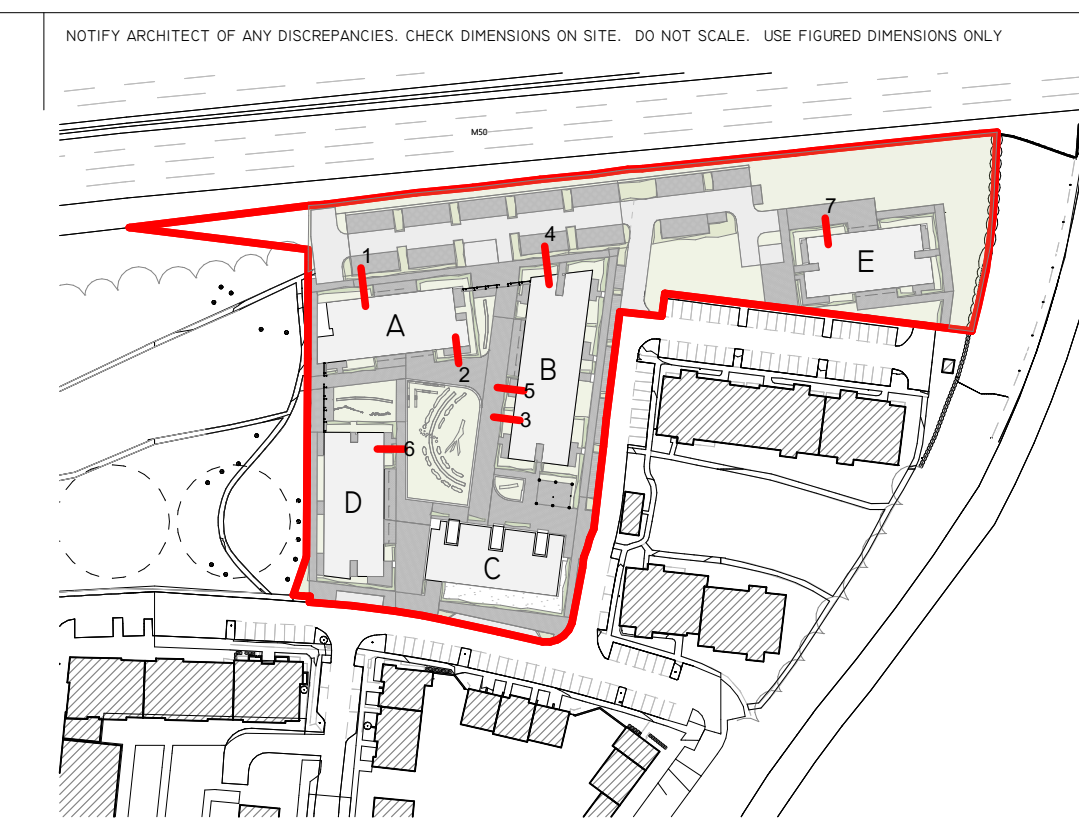 NOTIFY ARCHITECT OF ANY DISCREPANCIES. CHECK DIMENSIONS ON SITE. DO NOT SCALE. USE FIGURED DIMENSIONS ONLY
M50
7
4
1
E
A
B
2
5
3
6
D
C